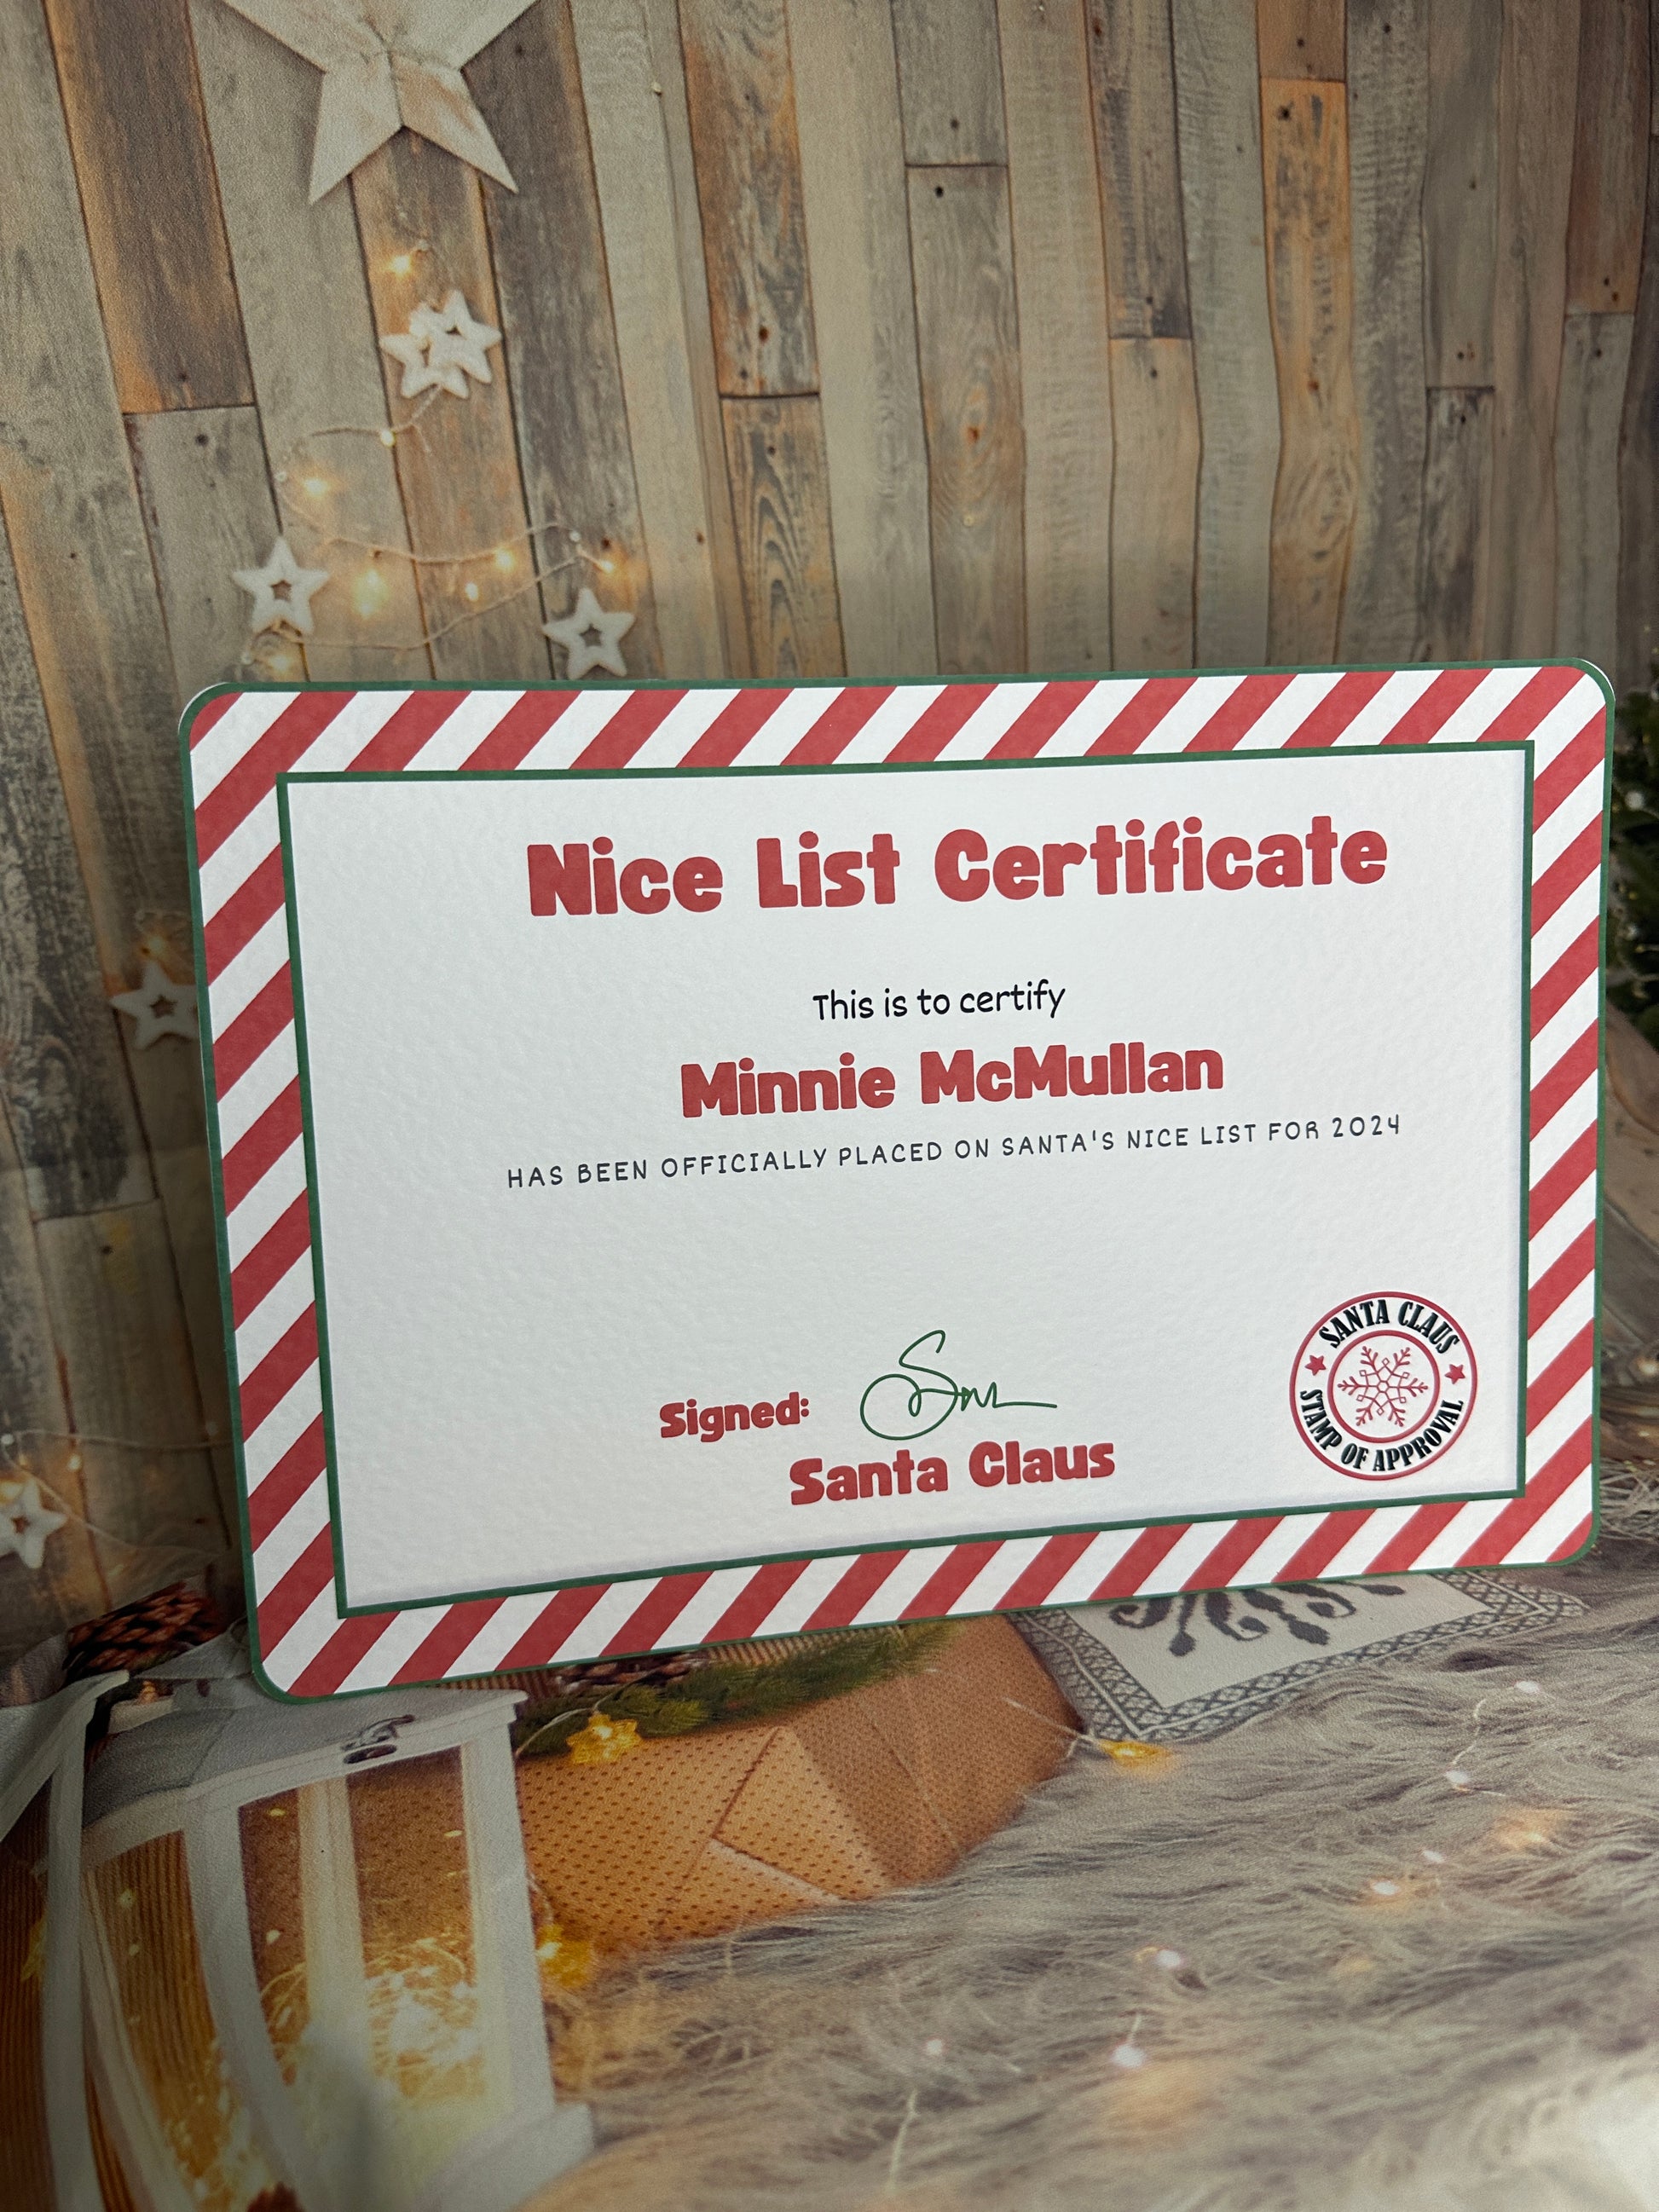 Nice List Certificate
This is to certify
Minnie McMullan
HAS BEEN OFFICIALLY PLACED ON SANTA'S NICE LIST FOR 2024
Signed:
Santa Claus
SANTA CLAUS
STAMP OF APPROVAL